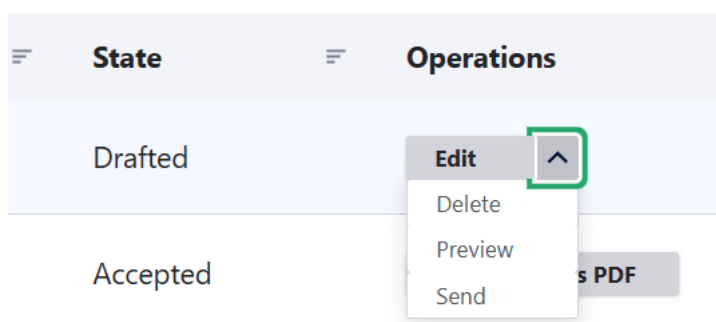 State Operations
Drafted Edit
Delete
Preview
Accepted PDF
Send